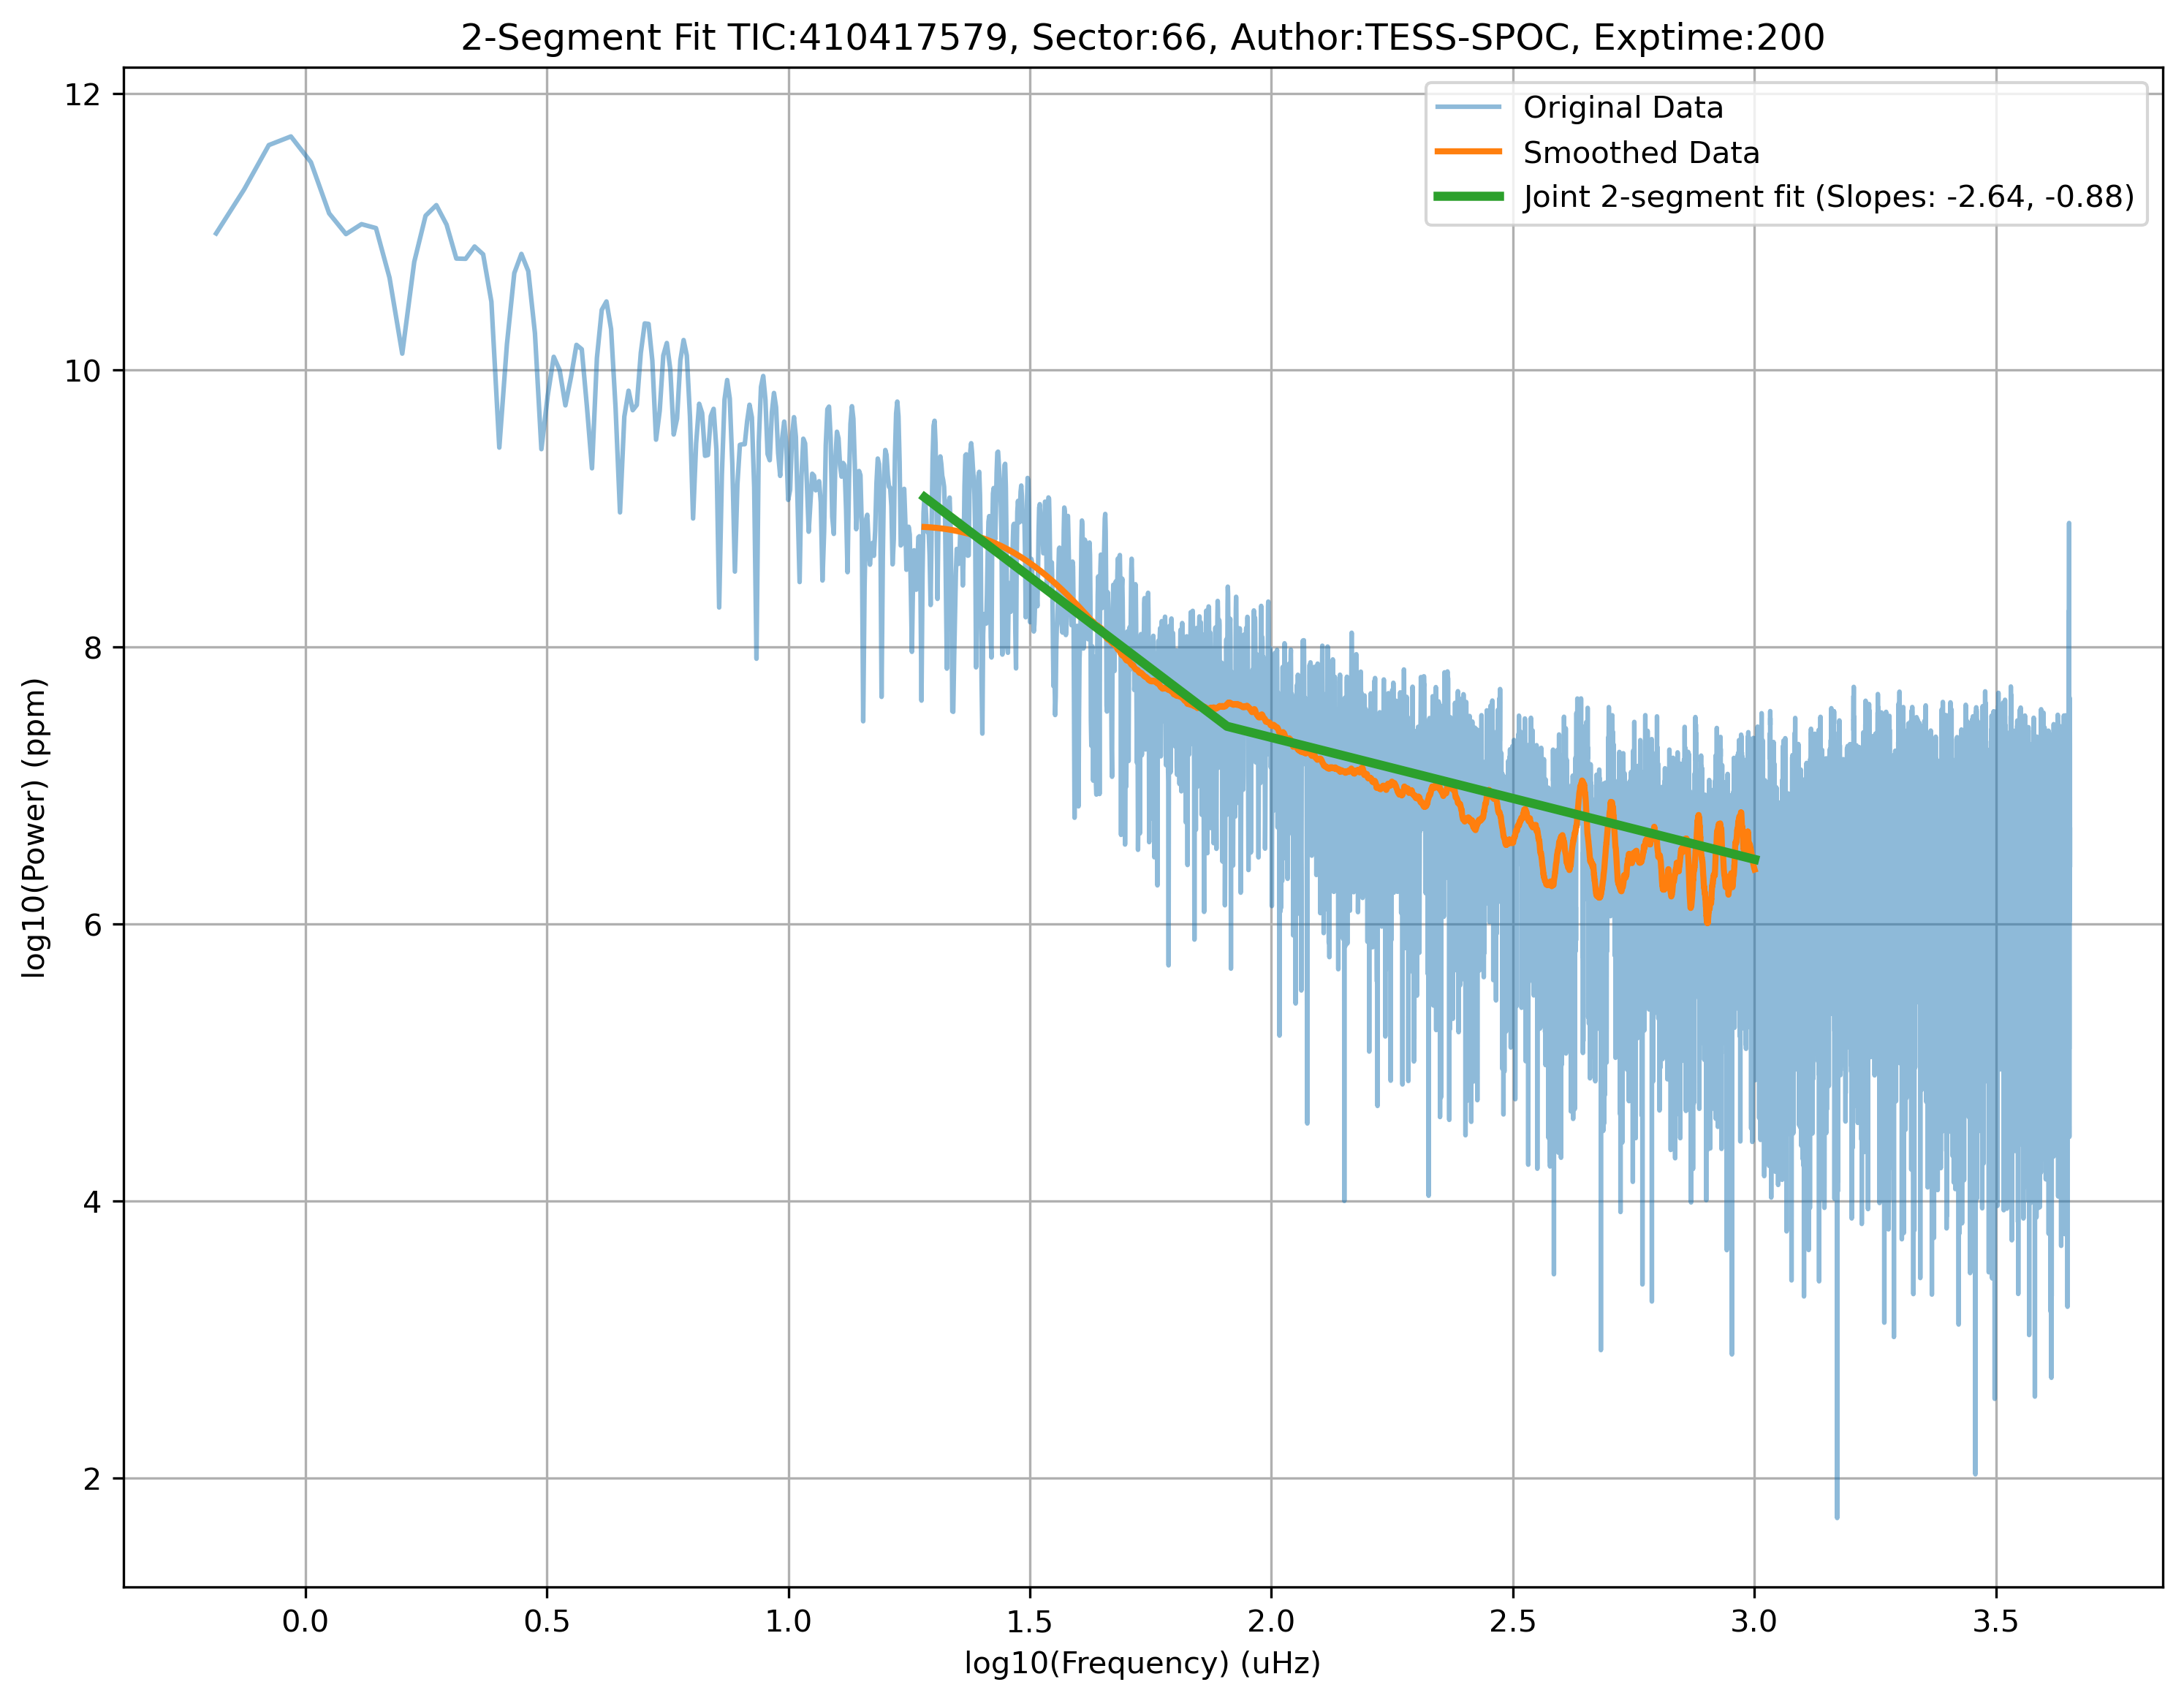 2-Segment Fit TIC:410417579, Sector:66, Author:TESS-SPOC, Exptime:200
Original Data
Smoothed Data
Joint 2-segment fit (Slopes: -2.64, -0.88)
log10(Power) (ppm)
12
10
8
6
4
2
0.0 0.5 1.0 1.5 2.0 2.5 3.0 3.5
log10(Frequency) (uHz)